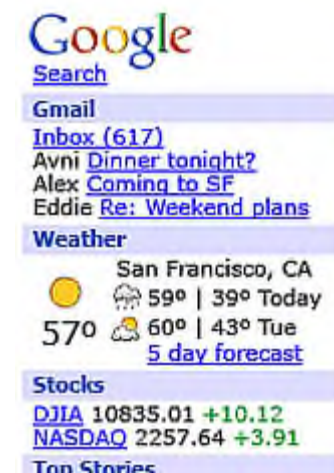 Google
Search
Gmail
Inbox (617)
Avni Dinner tonight?
Alex Coming to SF
Eddie Re: Weekend plans
Weather
San Francisco, CA
59° | 39° Today
57° 60° | 43° Tue
5 day forecast
Stocks
DJIA 10835.01 +10.12
NASDAQ 2257.64 +3.91
Top Stories